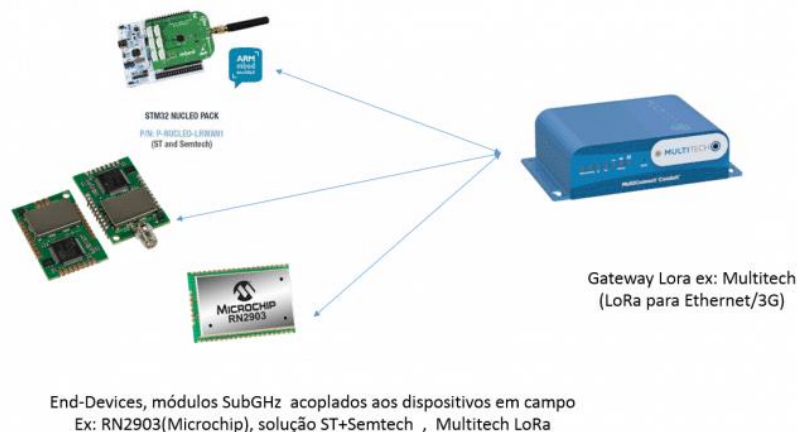 ARM
mbed
STM32 NUCLEO PACK
P/N: P-NUCLEO-LRWAN1
(ST and Semtech)
MULTITECH
MultiConnect Conduit
MICROCHIP
RN2903
Gateway Lora ex: Multitech
(LoRa para Ethernet/3G)
End-Devices, módulos SubGHz acoplados aos dispositivos em campo
Ex: RN2903(Microchip), solução ST+Semtech , Multitech LoRa